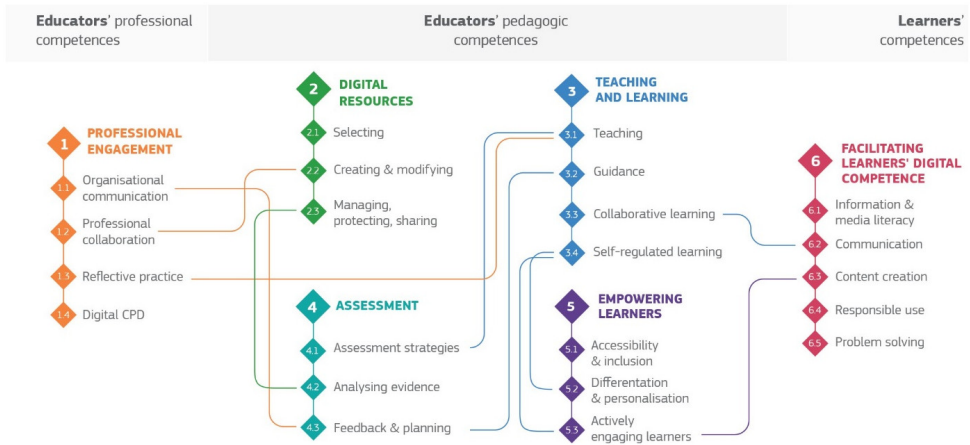 Educators' professional
competences
Educators' pedagogic
competences
Learners'
competences
1
PROFESSIONAL
ENGAGEMENT
1.1
Organisational
communication
1.2
Professional
collaboration
1.3
Reflective practice
1.4
Digital CPD
2
DIGITAL
RESOURCES
2.1
Selecting
2.2
Creating & modifying
2.3
Managing,
protecting, sharing
3
TEACHING
AND LEARNING
3.1
Teaching
3.2
Guidance
3.3
Collaborative learning
3.4
Self-regulated learning
4
ASSESSMENT
4.1
Assessment strategies
4.2
Analysing evidence
4.3
Feedback & planning
5
EMPOWERING
LEARNERS
5.1
Accessibility
& inclusion
5.2
Differentation
& personalisation
5.3
Actively
engaging learners
6
FACILITATING
LEARNERS' DIGITAL
COMPETENCE
6.1
Information &
media literacy
6.2
Communication
6.3
Content creation
6.4
Responsible use
6.5
Problem solving